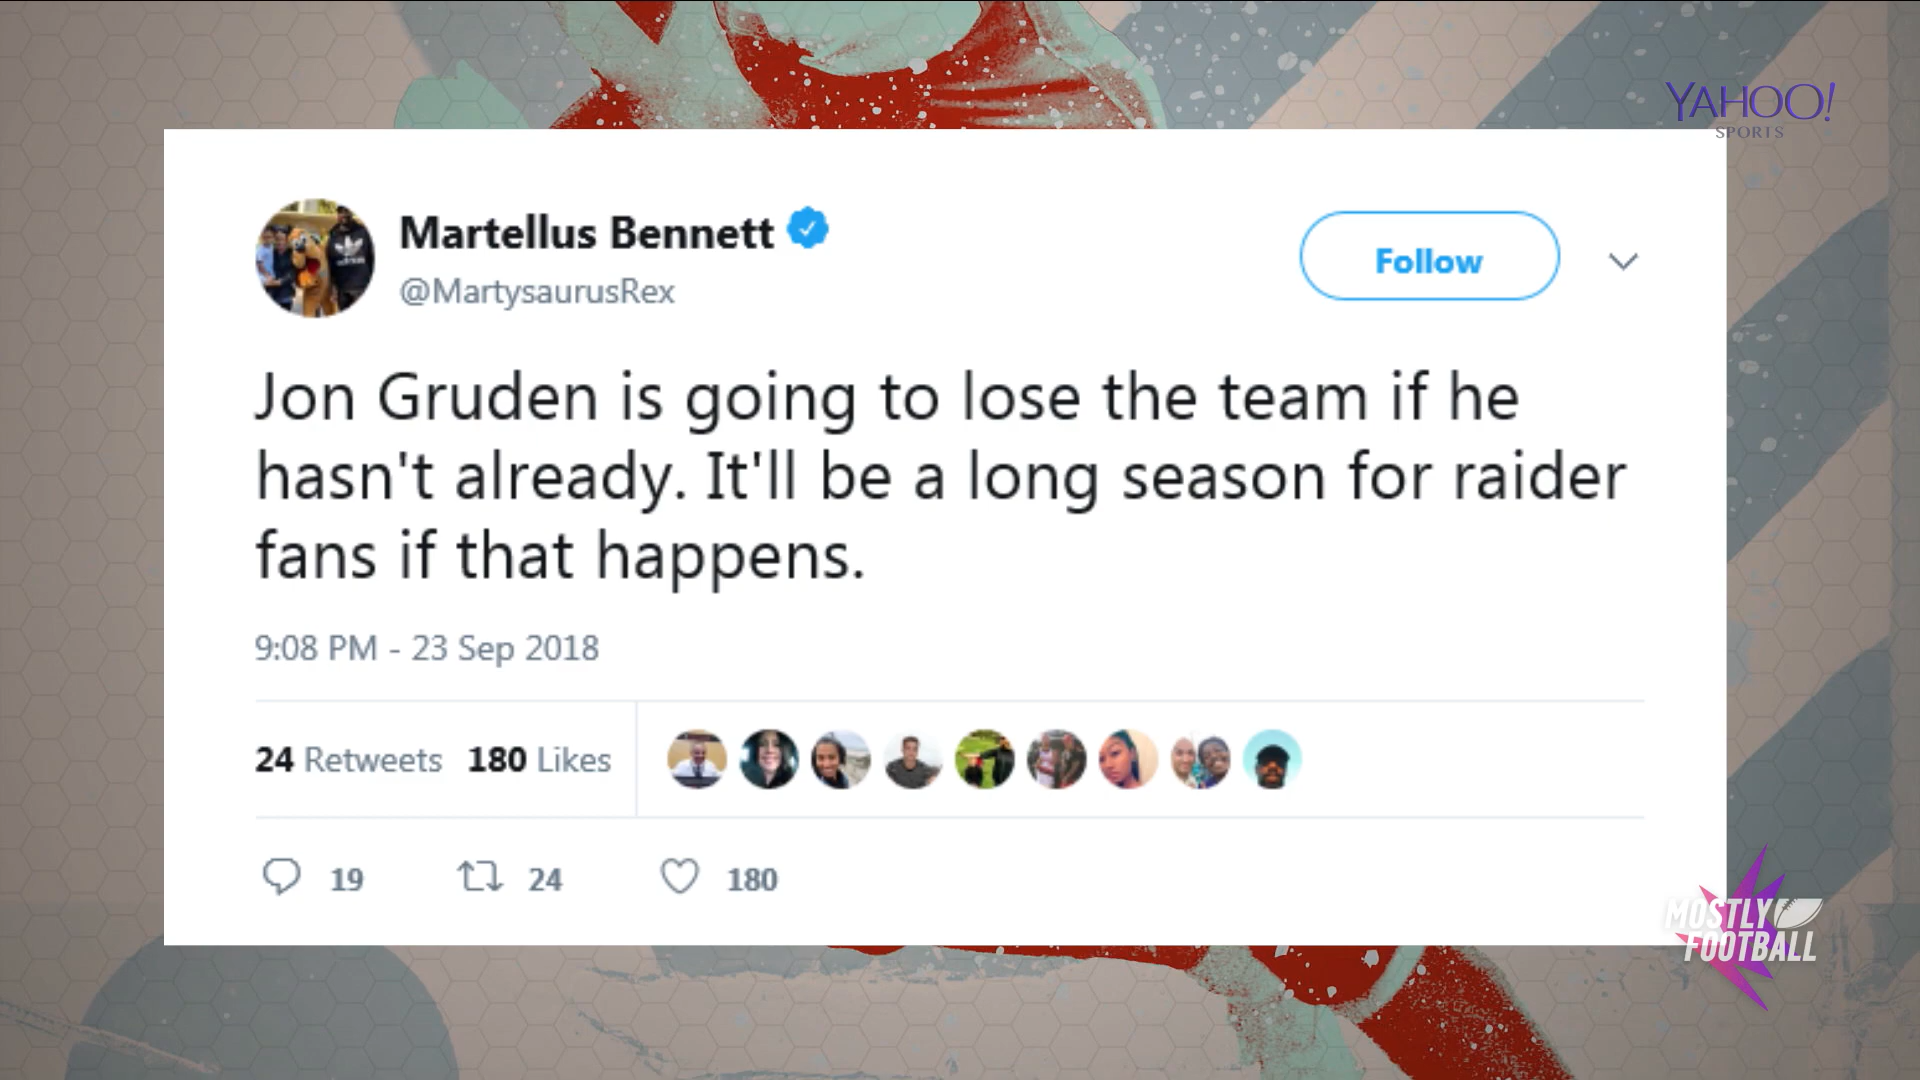 YAHOO!
SPORTS
Martellus Bennett
@MartysaurusRex
Follow
Jon Gruden is going to lose the team if he
hasn't already. It'll be a long season for raider
fans if that happens.
9:08 PM - 23 Sep 2018
24 Retweets 180 Likes
19 24 180
MOSTLY
FOOTBALL